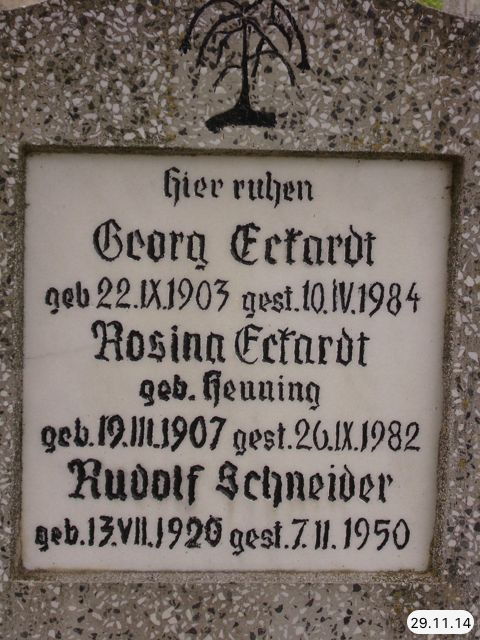 hier ruhen
Georg Eckardt
geb 22.IX.1903 gest.10.IV.1984
Rosina Eckardt
geb. Henning
geb.19.III.1907 gest.26.IX.1982
Rudolf Schneider
geb.13.VII.1920 gest.7.II.1950
29.11.14